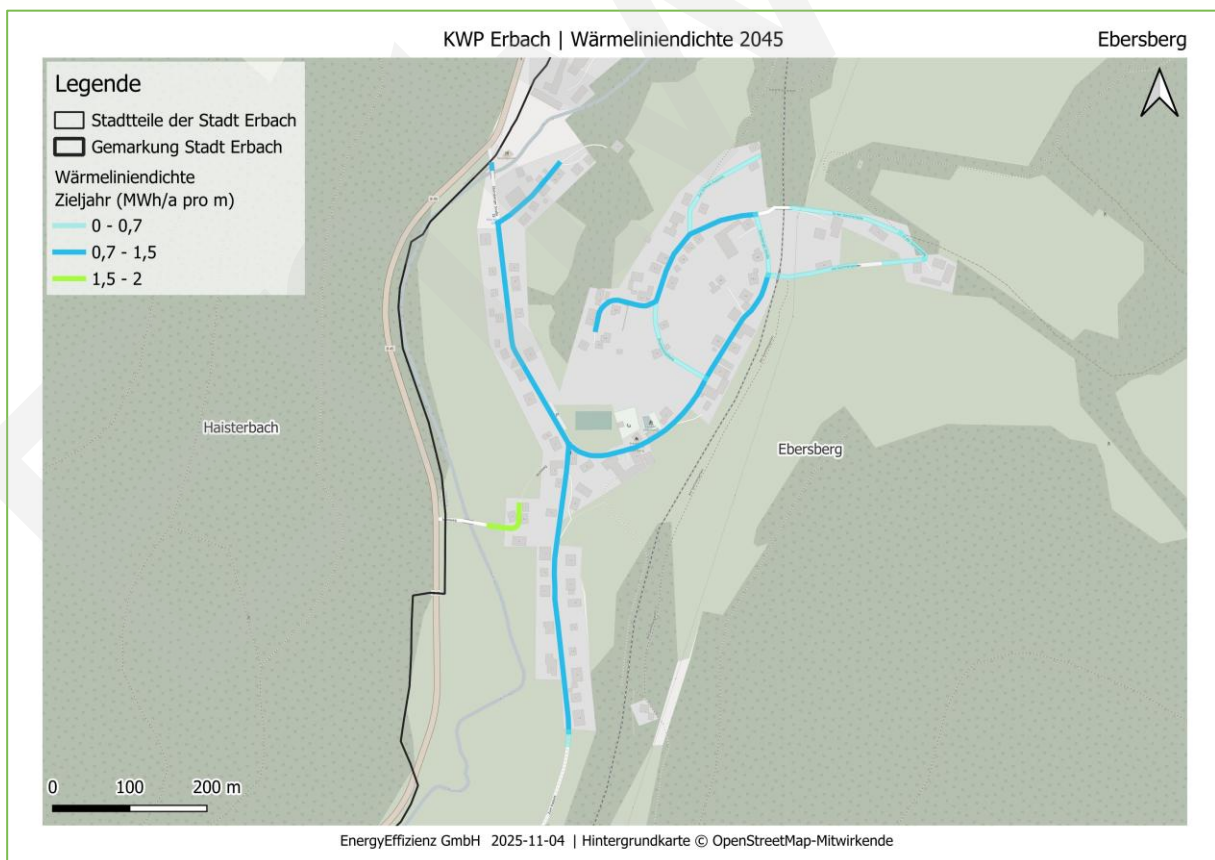 KWP Erbach | Wärmeliniendichte 2045
Ebersberg
Legende
Stadtteile der Stadt Erbach
Gemarkung Stadt Erbach
Wärmeliniendichte
Zieljahr (MWh/a pro m)
0 - 0,7
0,7 - 1,5
1,5 - 2
Haisterbach
Ebersberg
0 100 200 m
EnergyEffizienz GmbH 2025-11-04 | Hintergrundkarte © OpenStreetMap-Mitwirkende